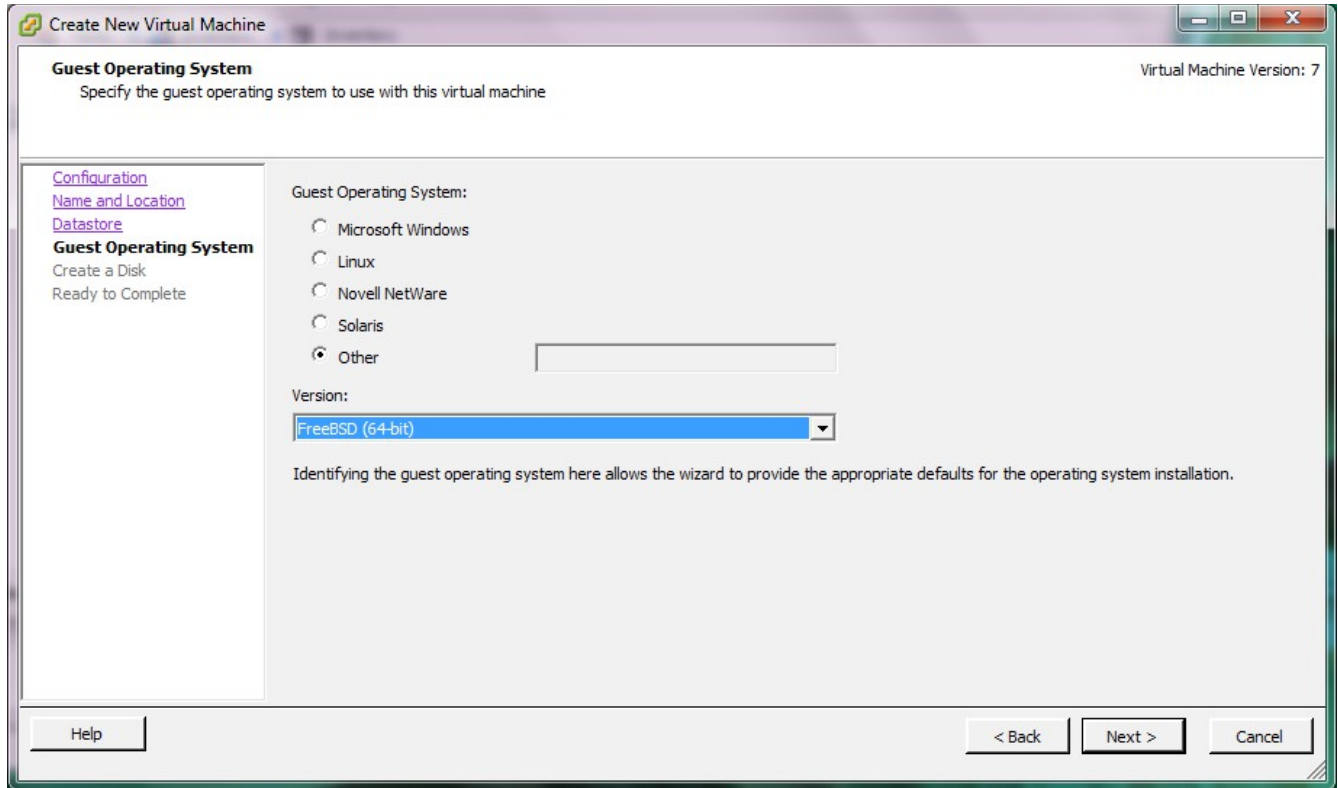 Create New Virtual Machine
Guest Operating System
Virtual Machine Version: 7
Specify the guest operating system to use with this virtual machine
Configuration
Name and Location
Datastore
Guest Operating System
Create a Disk
Ready to Complete
Guest Operating System:
Microsoft Windows
Linux
Novell NetWare
Solaris
Other
Version:
FreeBSD (64-bit)
Identifying the guest operating system here allows the wizard to provide the appropriate defaults for the operating system installation.
Help
< Back
Next >
Cancel